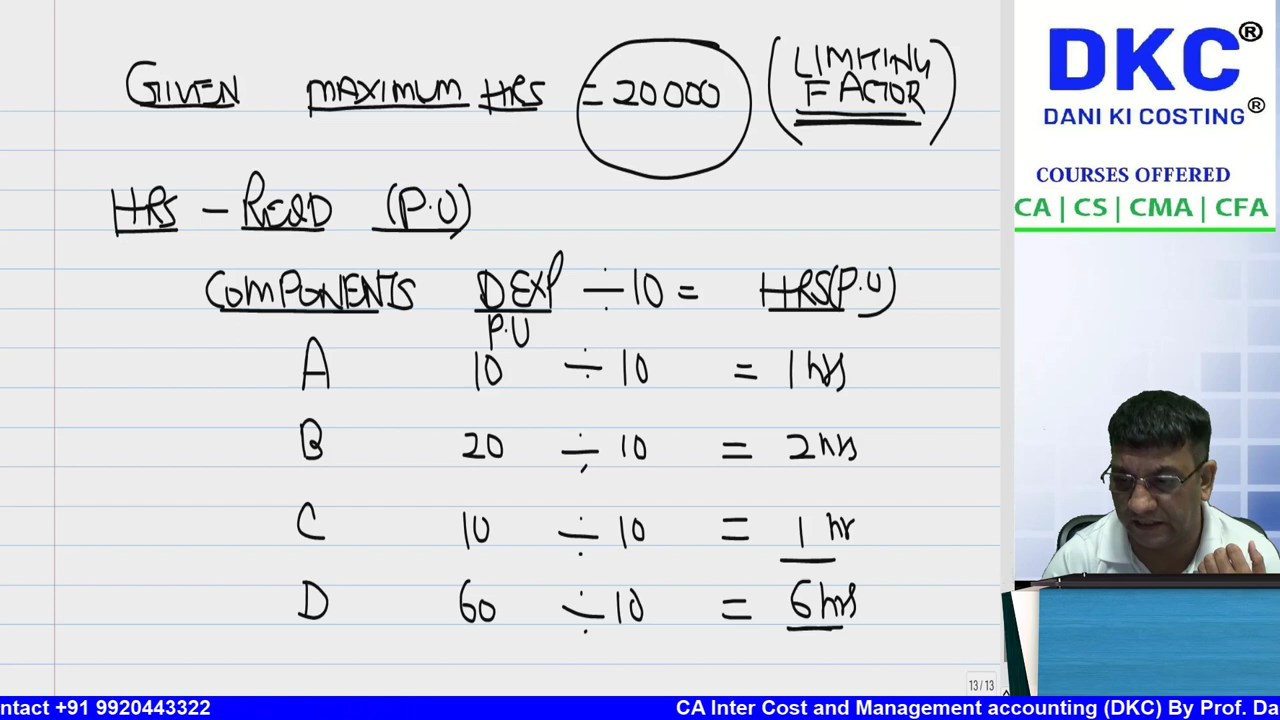 GIVEN MAXIMUM HRS = 20000 (LIMITING FACTOR)
HRS - REQD (P.U)
COMPONENTS DEXP P.U ÷ 10 = HRS(P.U)
A 10 ÷ 10 = 1 hrs
B 20 ÷ 10 = 2 hrs
C 10 ÷ 10 = 1 hr
D 60 ÷ 10 = 6 hrs
13/13
DKC®
DANI KI COSTING®
COURSES OFFERED
CA | CS | CMA | CFA
ntact +91 9920443322 CA Inter Cost and Management accounting (DKC) By Prof. Da